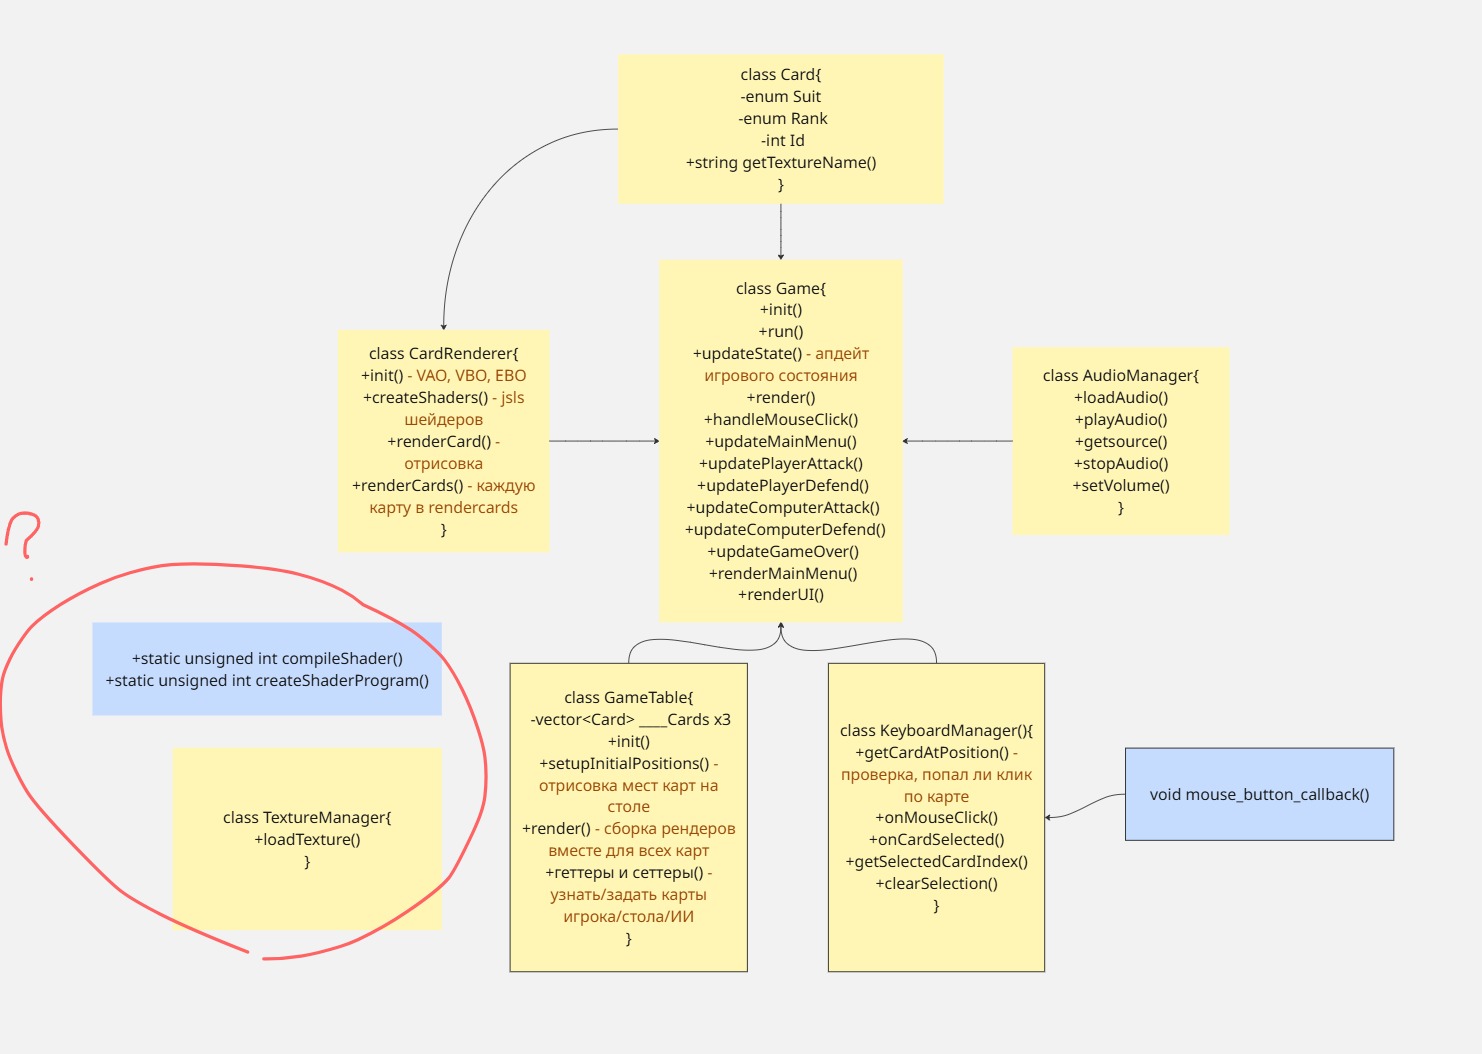 class Card{
-enum Suit
-enum Rank
-int Id
+string getTextureName()
}
class Game{
+init()
+run()
+updateState() - апдейт
игрового состояния
+render()
+handleMouseClick()
+updateMainMenu()
+updatePlayerAttack()
+updatePlayerDefend()
+updateComputerAttack()
+updateComputerDefend()
+updateGameOver()
+renderMainMenu()
+renderUI()
class CardRenderer{
+init() - VAO, VBO, EBO
+createShaders() - jsls
шейдеров
+renderCard() -
отрисовка
+renderCards() - каждую
карту в rendercards
}
class AudioManager{
+loadAudio()
+playAudio()
+getsource()
+stopAudio()
+setVolume()
}
?
+static unsigned int compileShader()
+static unsigned int createShaderProgram()
class TextureManager{
+loadTexture()
}
class GameTable{
-vector<Card> ____Cards x3
+init()
+setupInitialPositions() -
отрисовка мест карт на
столе
+render() - сборка рендеров
вместе для всех карт
+геттеры и сеттеры() -
узнать/задать карты
игрока/стола/ИИ
}
class KeyboardManager(){
+getCardAtPosition() -
проверка, попал ли клик
по карте
+onMouseClick()
+onCardSelected()
+getSelectedCardIndex()
+clearSelection()
}
void mouse_button_callback()